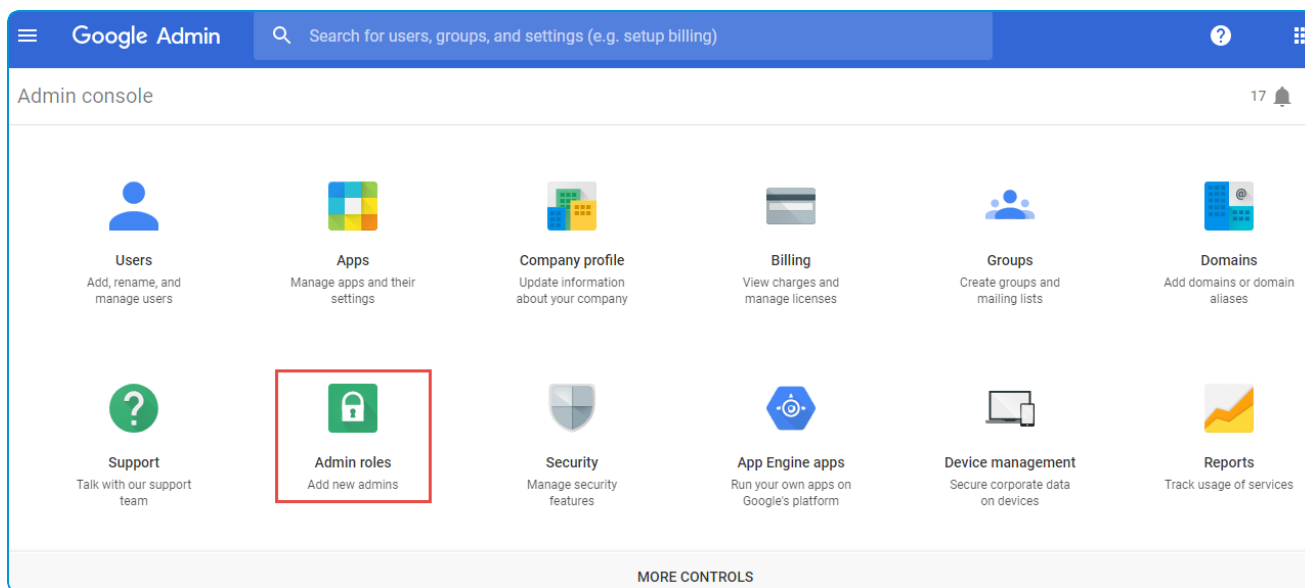 Google Admin
Search for users, groups, and settings (e.g. setup billing)
?
Admin console
17
@
Users
Apps
Company profile
Billing
Groups
Domains
Add, rename, and
manage users
Manage apps and their
settings
Update information
about your company
View charges and
manage licenses
Create groups and
mailing lists
Add domains or domain
aliases
?
Support
Admin roles
Security
App Engine apps
Device management
Reports
Talk with our support
team
Add new admins
Manage security
features
Run your own apps on
Google's platform
Secure corporate data
on devices
Track usage of services
MORE CONTROLS